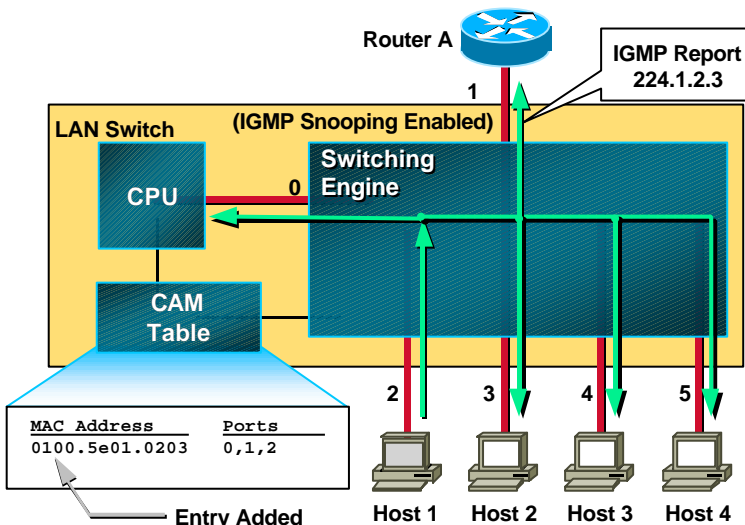 Router A
IGMP Report
224.1.2.3
1
LAN Switch
(IGMP Snooping Enabled)
Switching
Engine
CPU
0
CAM
Table
2
3
4
5
MAC Address Ports
0100.5e01.0203 0,1,2
Entry Added
Host 1
Host 2
Host 3
Host 4